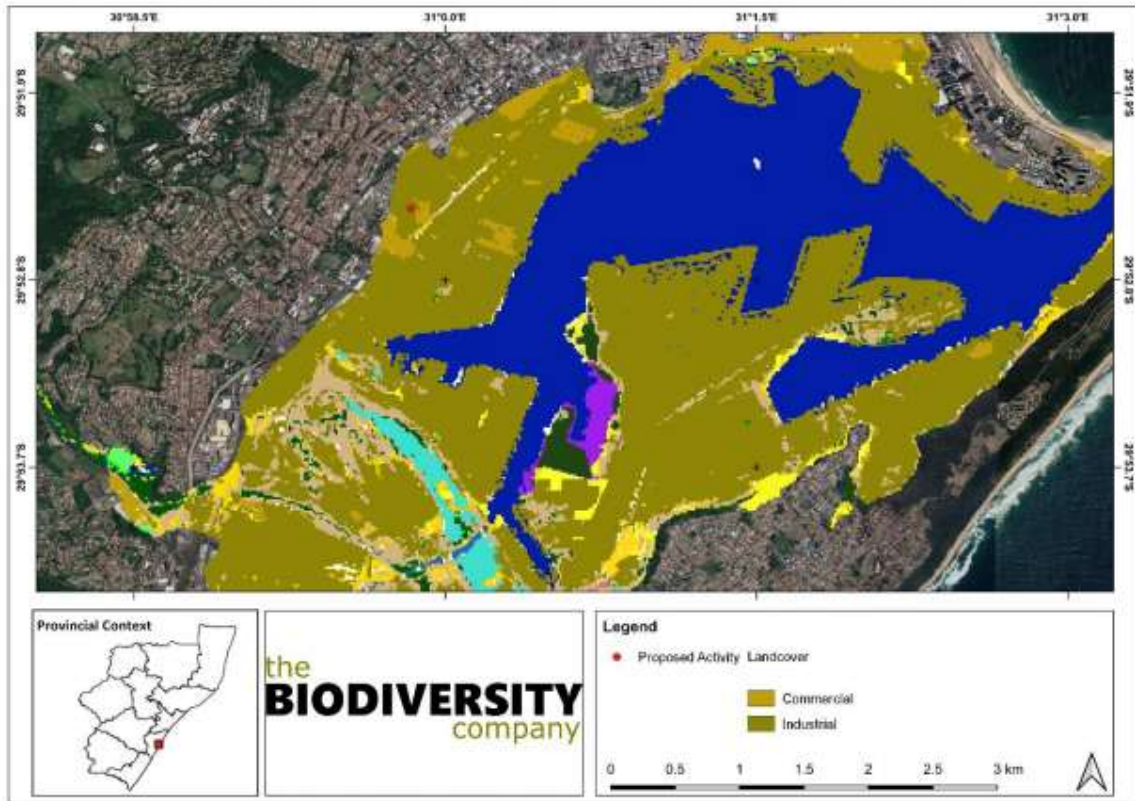 30°58.5'E 31°0.0'E 31°1.5'E 31°3.0'E
29°51.9'S 29°51.9'S
29°52.8'S 29°52.8'S
29°53.7'S 29°53.7'S
Provincial Context
the
BIODIVERSITY
company
Legend
Proposed Activity Landcover
Commercial
Industrial
0 0.5 1 1.5 2 2.5 3 km